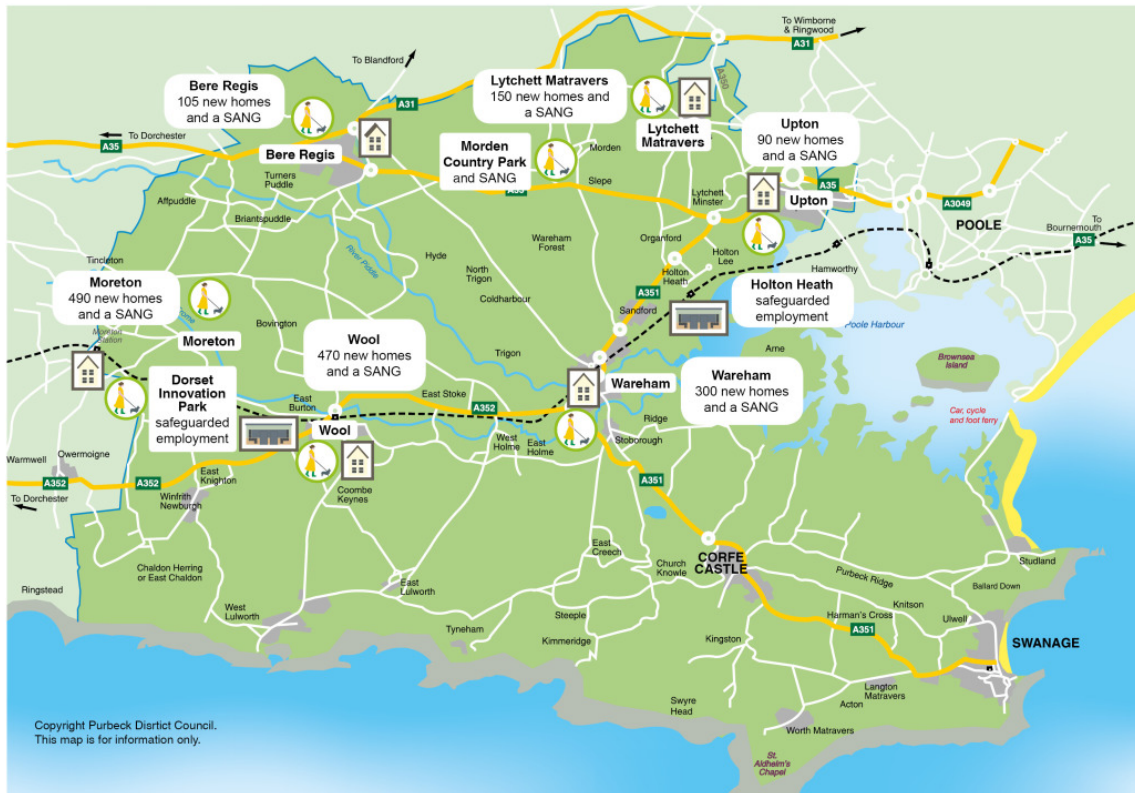 To Wimborne
& Ringwood
A31
To Blandford
A350
Bere Regis
105 new homes
and a SANG
Lytchett Matravers
150 new homes and
a SANG
A31
Lytchett
Matravers
Upton
90 new homes
and a SANG
To Dorchester
A35
Bere Regis
Morden
Country Park
and SANG
Morden
Turners
Puddle
Slepe
Lytchett
Minster
A35
Upton
A3049
POOLE
Affpuddle
Briantspuddle
River Piddle
Hyde
Wareham
Forest
Organford
Holton
Lee
To
Bournemouth
A35
Tincleton
North
Trigon
Holton
Heath
Hamworthy
Moreton
490 new homes
and a SANG
Coldharbour
A351
Holton Heath
safeguarded
employment
Moreton
Station
Moreton
Bovington
Sandford
Poole Harbour
Wool
470 new homes
and a SANG
Trigon
Arne
Brownsea
Island
Dorset
Innovation
Park
safeguarded
employment
East
Burton
East Stoke
A352
Wareham
Wareham
300 new homes
and a SANG
Car, cycle
and foot ferry
Wool
West
Holme
East
Holme
Ridge
Stoborough
Warmwell
Owermoigne
East
Knighton
A352
A352
To Dorchester
Winfrith
Newburgh
Coombe
Keynes
A351
East
Creech
Church
Knowle
CORFE
CASTLE
Studland
Chaldon Herring
or East Chaldon
Purbeck Ridge
Ballard Down
Ringstead
East
Lulworth
West
Lulworth
Steeple
Harman's Cross
Knitson
Ulwell
Tyneham
Kimmeridge
Kingston
A351
SWANAGE
Langton
Matravers
Swyre
Head
Acton
Worth Matravers
St.
Aldhelm's
Chapel
Copyright Purbeck Disrtict Council.
This map is for information only.